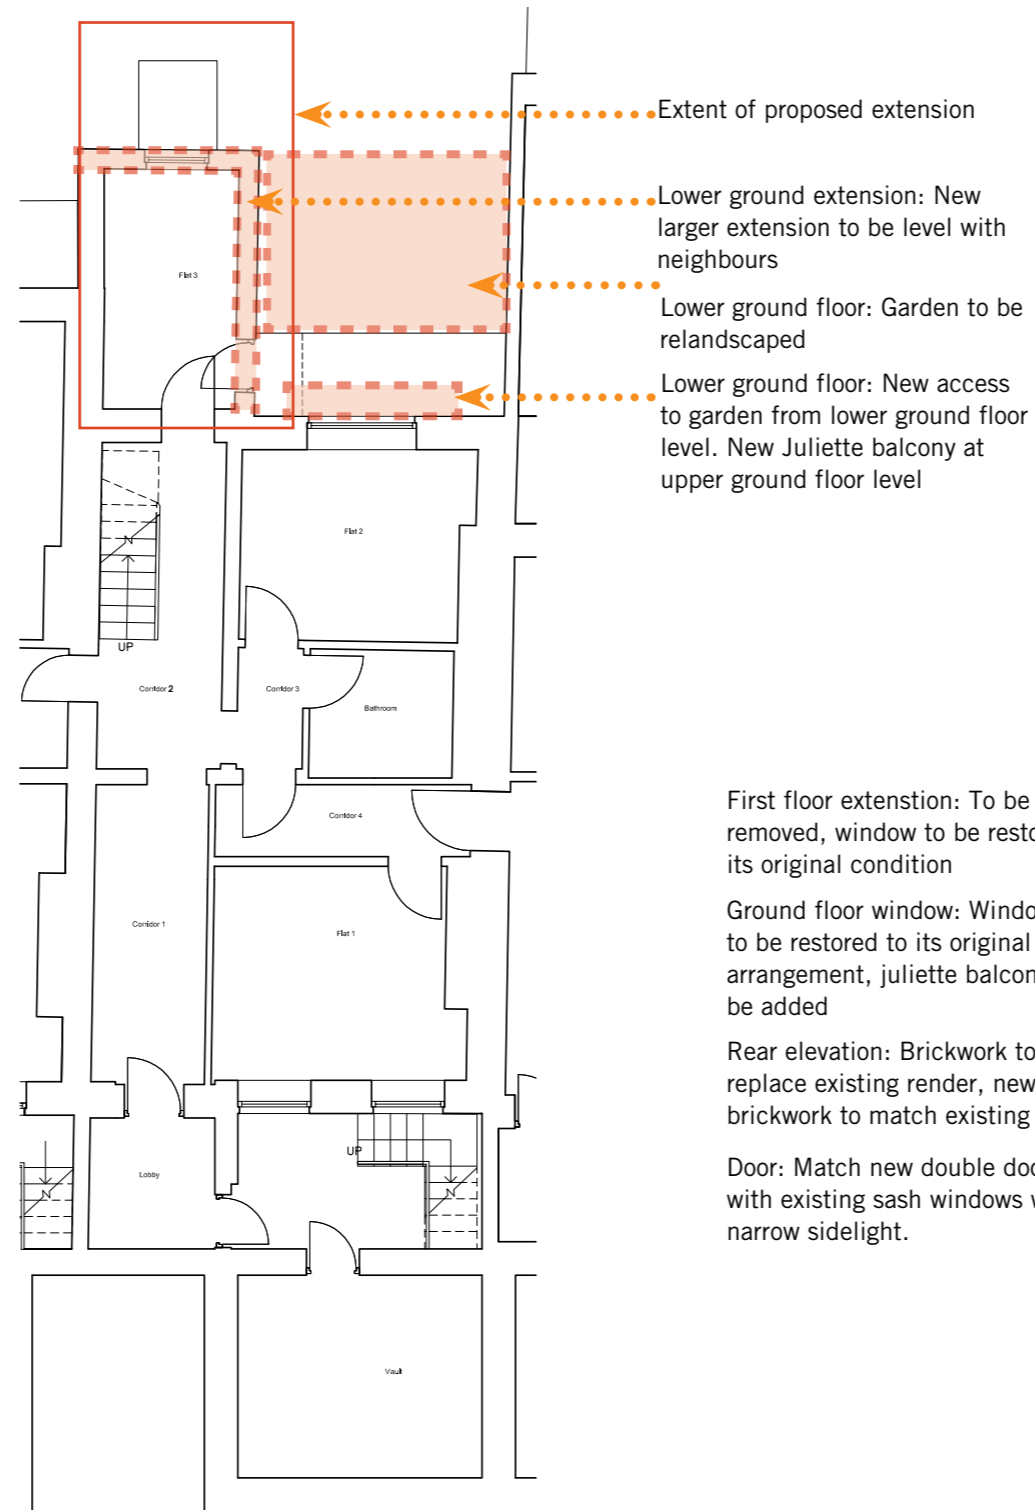 Extent of proposed extension
Lower ground extension: New
larger extension to be level with
neighbours
Lower ground floor: Garden to be
relandscaped
Lower ground floor: New access
to garden from lower ground floor
level. New Juliette balcony at
upper ground floor level
Flat 3
Flat 2
N
UP
Corridor 2
Corridor 3
Bathroom
Corridor 4
Corridor 1
Flat 1
UP
Lobby
N
N
Vault
First floor extenstion: To be
removed, window to be resto
its original condition
Ground floor window: Windo
to be restored to its original
arrangement, juliette balcon
be added
Rear elevation: Brickwork to
replace existing render, new
brickwork to match existing
Door: Match new double doo
with existing sash windows w
narrow sidelight.